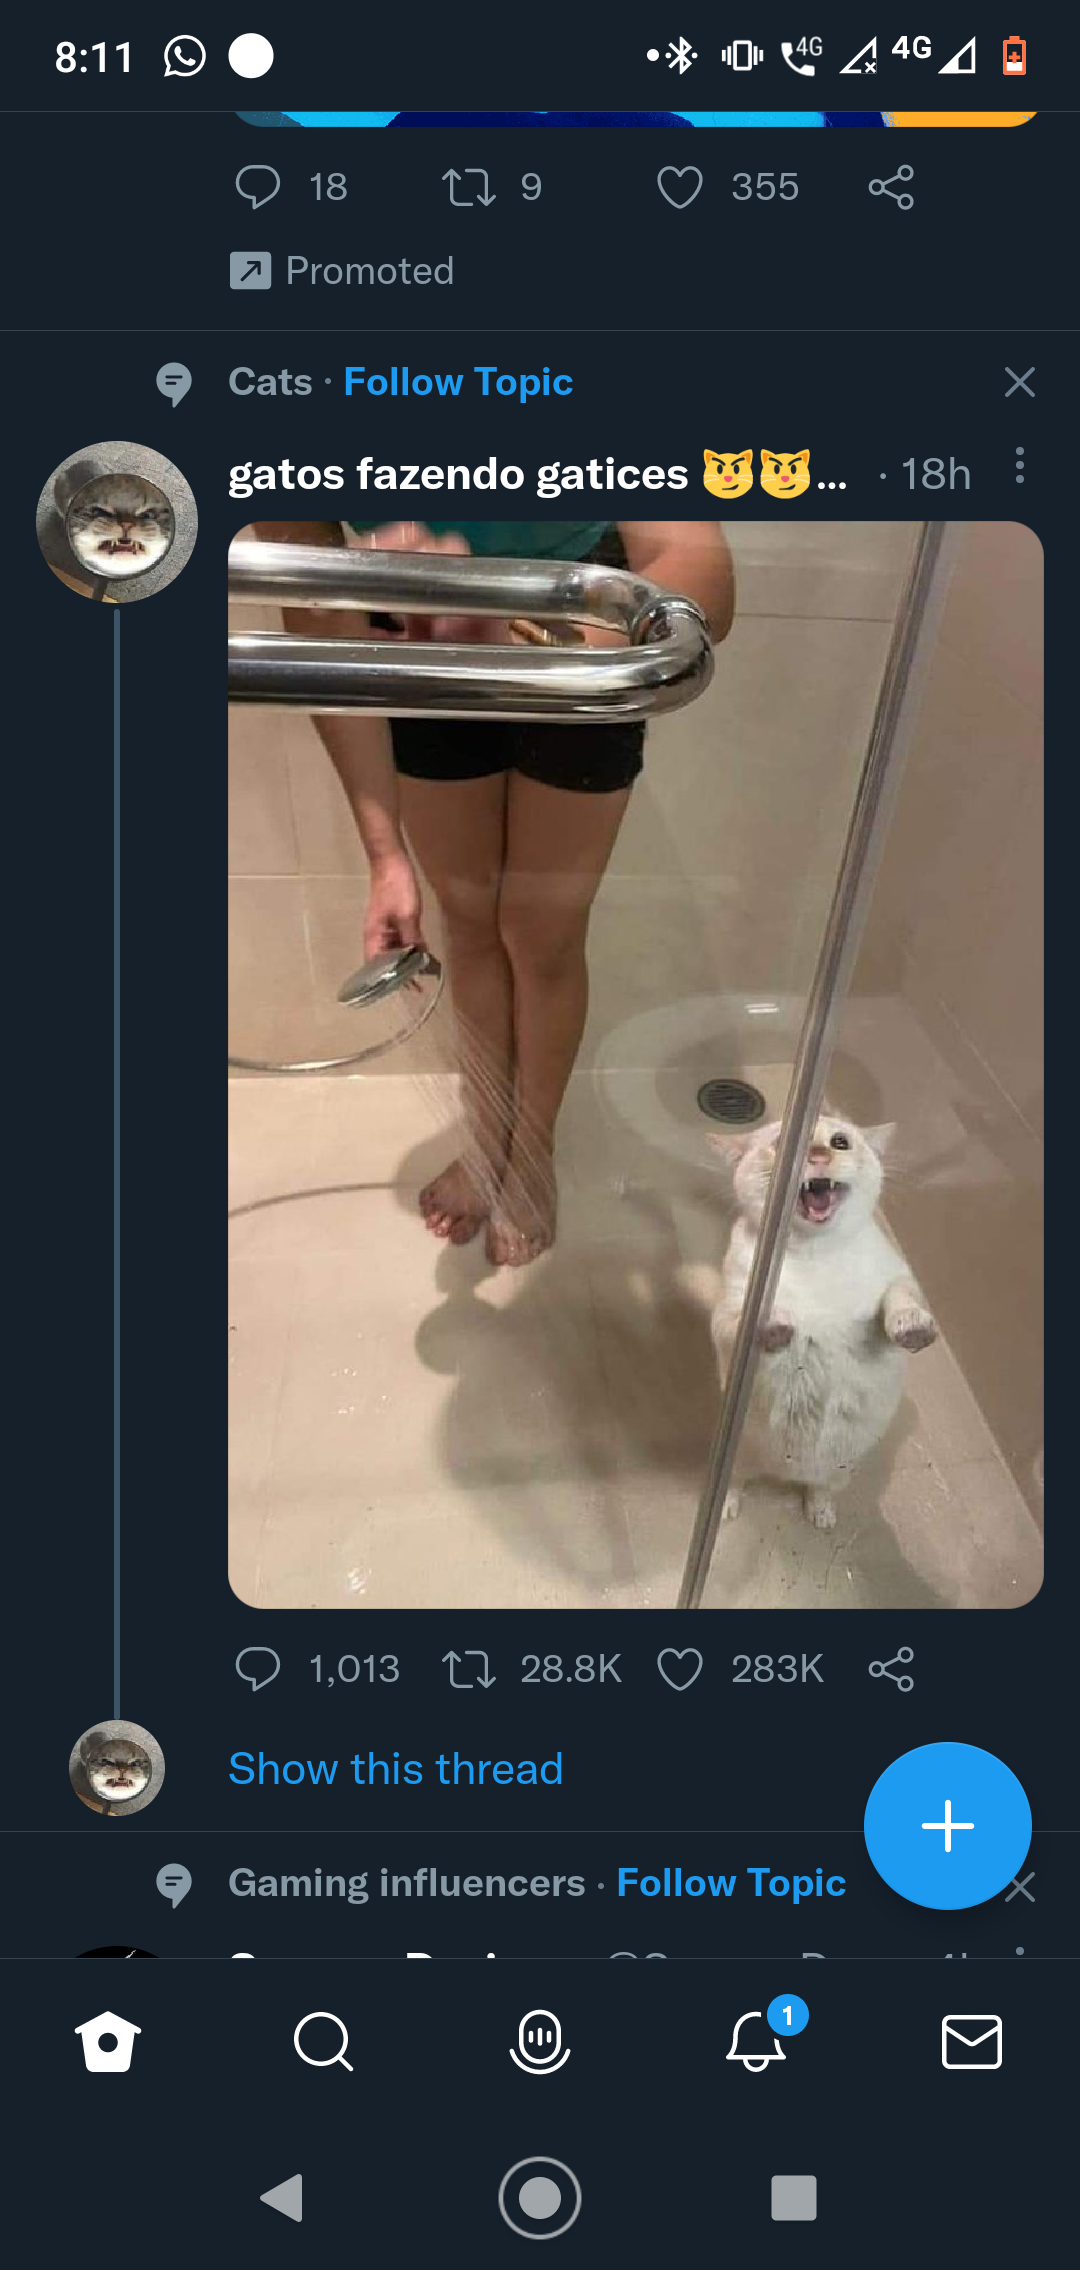 8:11 4G 4G
18 9 355
Promoted
Cats · Follow Topic
gatos fazendo gatices 😼😼... · 18h
1,013 28.8K 283K
Show this thread
Gaming influencers · Follow Topic
1